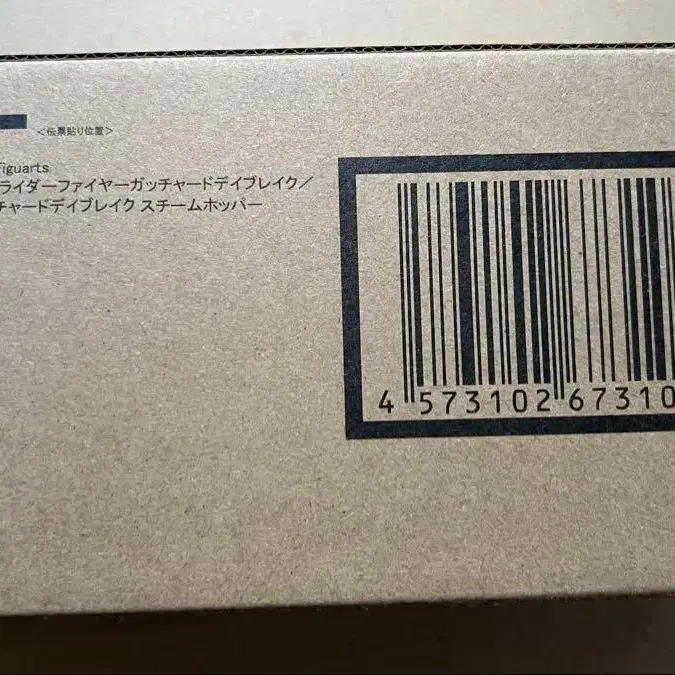 <伝票貼り位置>
figuarts
ライダーファイヤーガッチャードデイブレイク/
チャードデイブレイク スチームホッパー
4 573102 67310